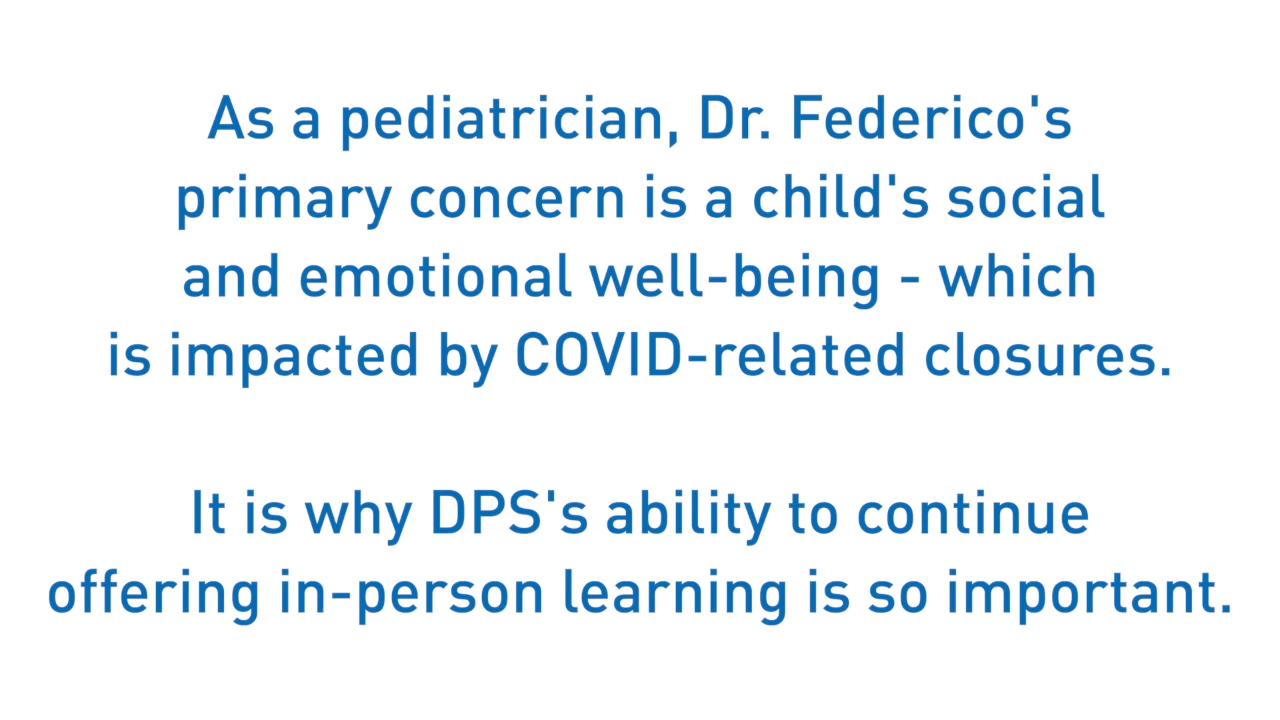 As a pediatrician, Dr. Federico's
primary concern is a child's social
and emotional well-being - which
is impacted by COVID-related closures.
It is why DPS's ability to continue
offering in-person learning is so important.